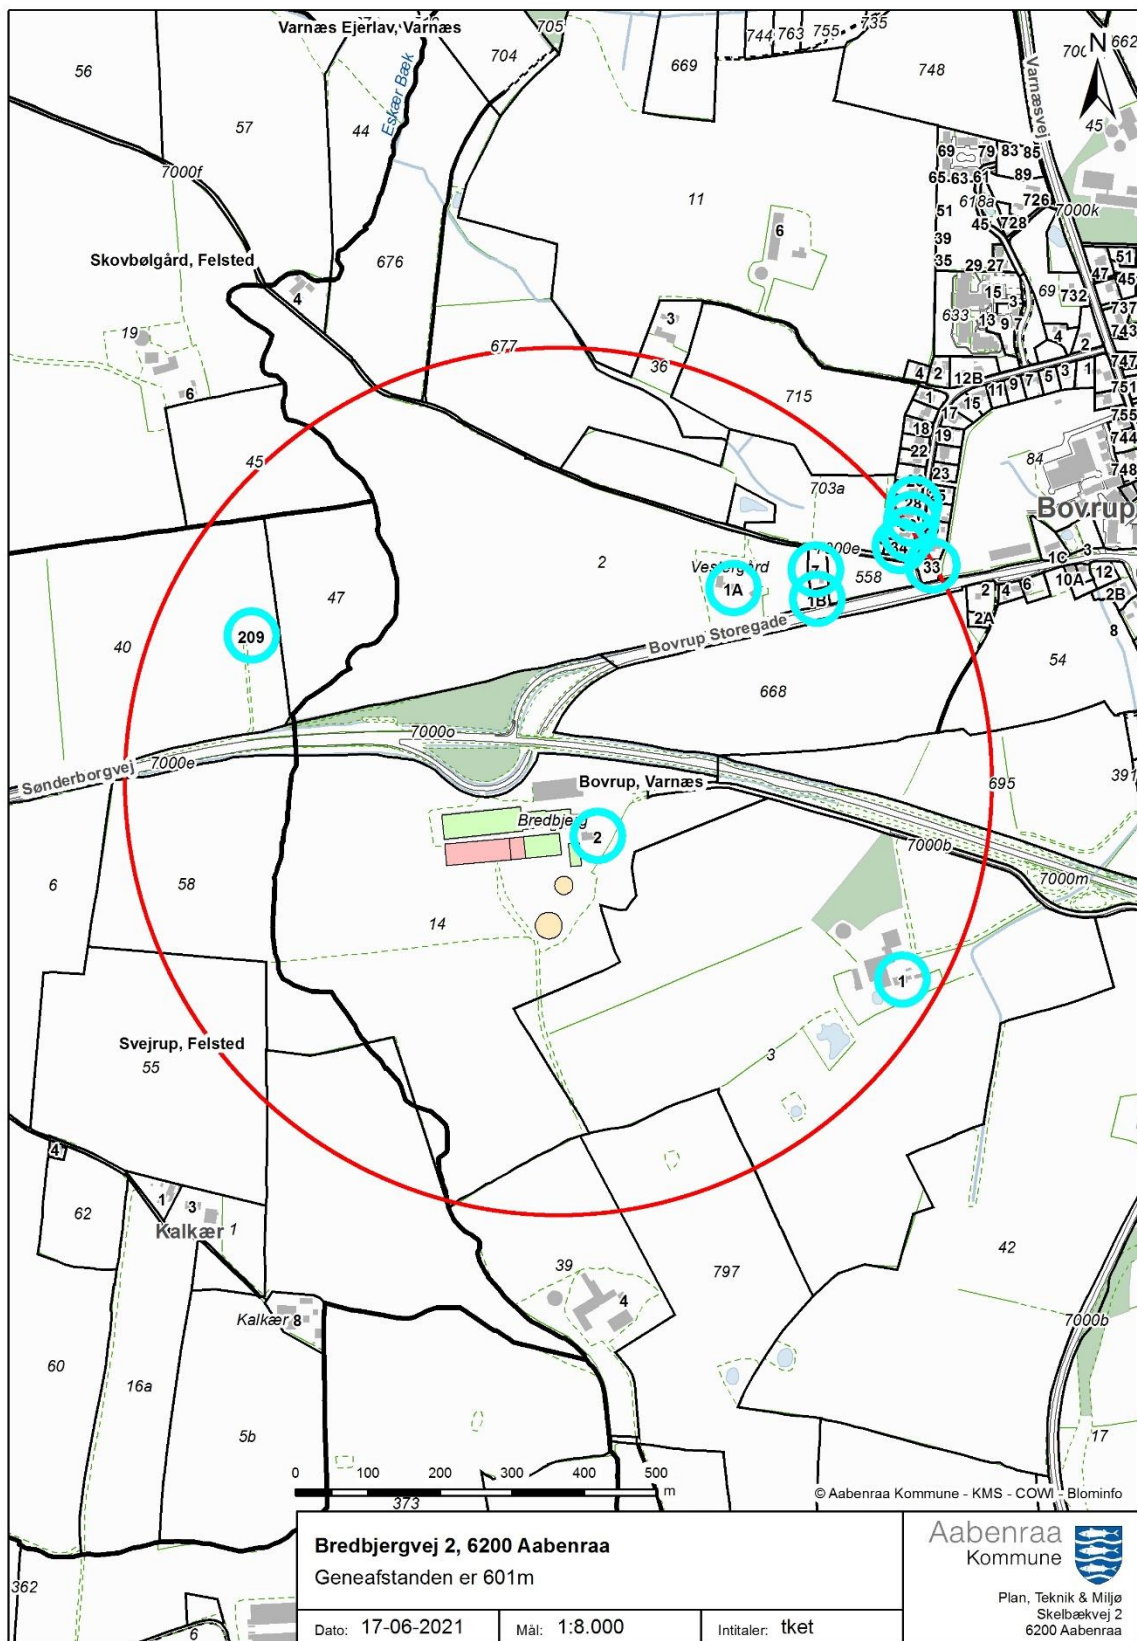 Varnæs Ejerlav, Varnæs
705
744 763 755 735
704
669
748
56
57
44
Eskær Bæk
Varnæsvej
N
662
45
7000f
69 79 83 85
65 63 61 89
618a 726
51 45 728 7000k
11
6
39
35
Skovbølgård, Felsted
676
4
29 27
15 3
69 732
47 51
45
737
743
633 13 9 7
19
6
3
36
677
4 2
4 2 12B 11 9 7 5 3 1
747
751
1 17 15
715
18 19
22 23
755
744
748
84
45
703a
28
Bovrup
7000e
34
33
1C 3
10A 12
2B
8
2
Vestergård
1A
7
1B
558
2 4 6
2A
47
40
209
Bovrup Storegade
54
668
7000o
7000e
Sønderborgvej
Bovrup, Varnæs
695
391
Bredbjerg
2
7000b
7000m
6
58
14
1
Svejrup, Felsted
55
3
4
62
1 3
Kalkær
1
39
4
797
42
Kalkær 8
7000b
60
16a
5b
17
0 100 200 300 400 500
m
© Aabenraa Kommune - KMS - COWI - Blominfo
373
362
6
Bredbjergvej 2, 6200 Aabenraa
Geneafstanden er 601m
Dato: 17-06-2021
Mål: 1:8.000
Intitaler: tket
Aabenraa
Kommune
Plan, Teknik & Miljø
Skelbækvej 2
6200 Aabenraa